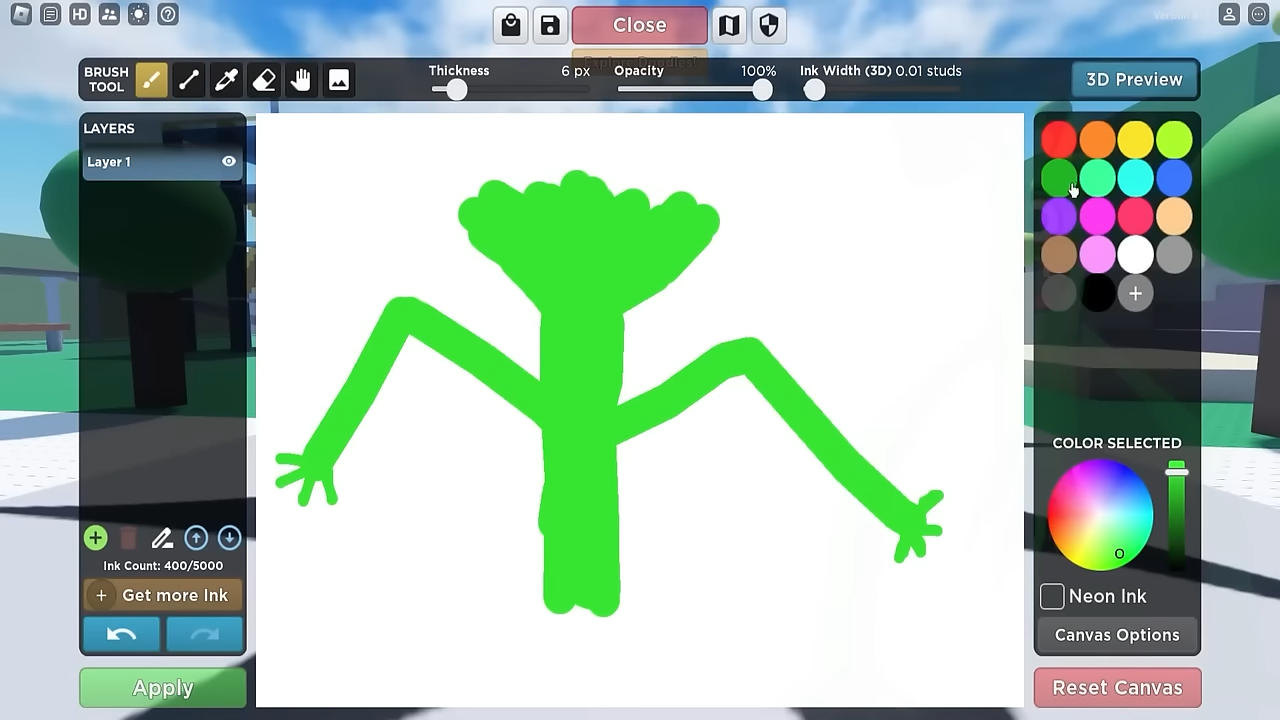 HD
Close
BRUSH
TOOL
Thickness 6 px
Opacity 100%
Ink Width (3D) 0.01 studs
3D Preview
LAYERS
Layer 1
COLOR SELECTED
Ink Count: 400/5000
+ Get more Ink
Neon Ink
Canvas Options
Apply
Reset Canvas